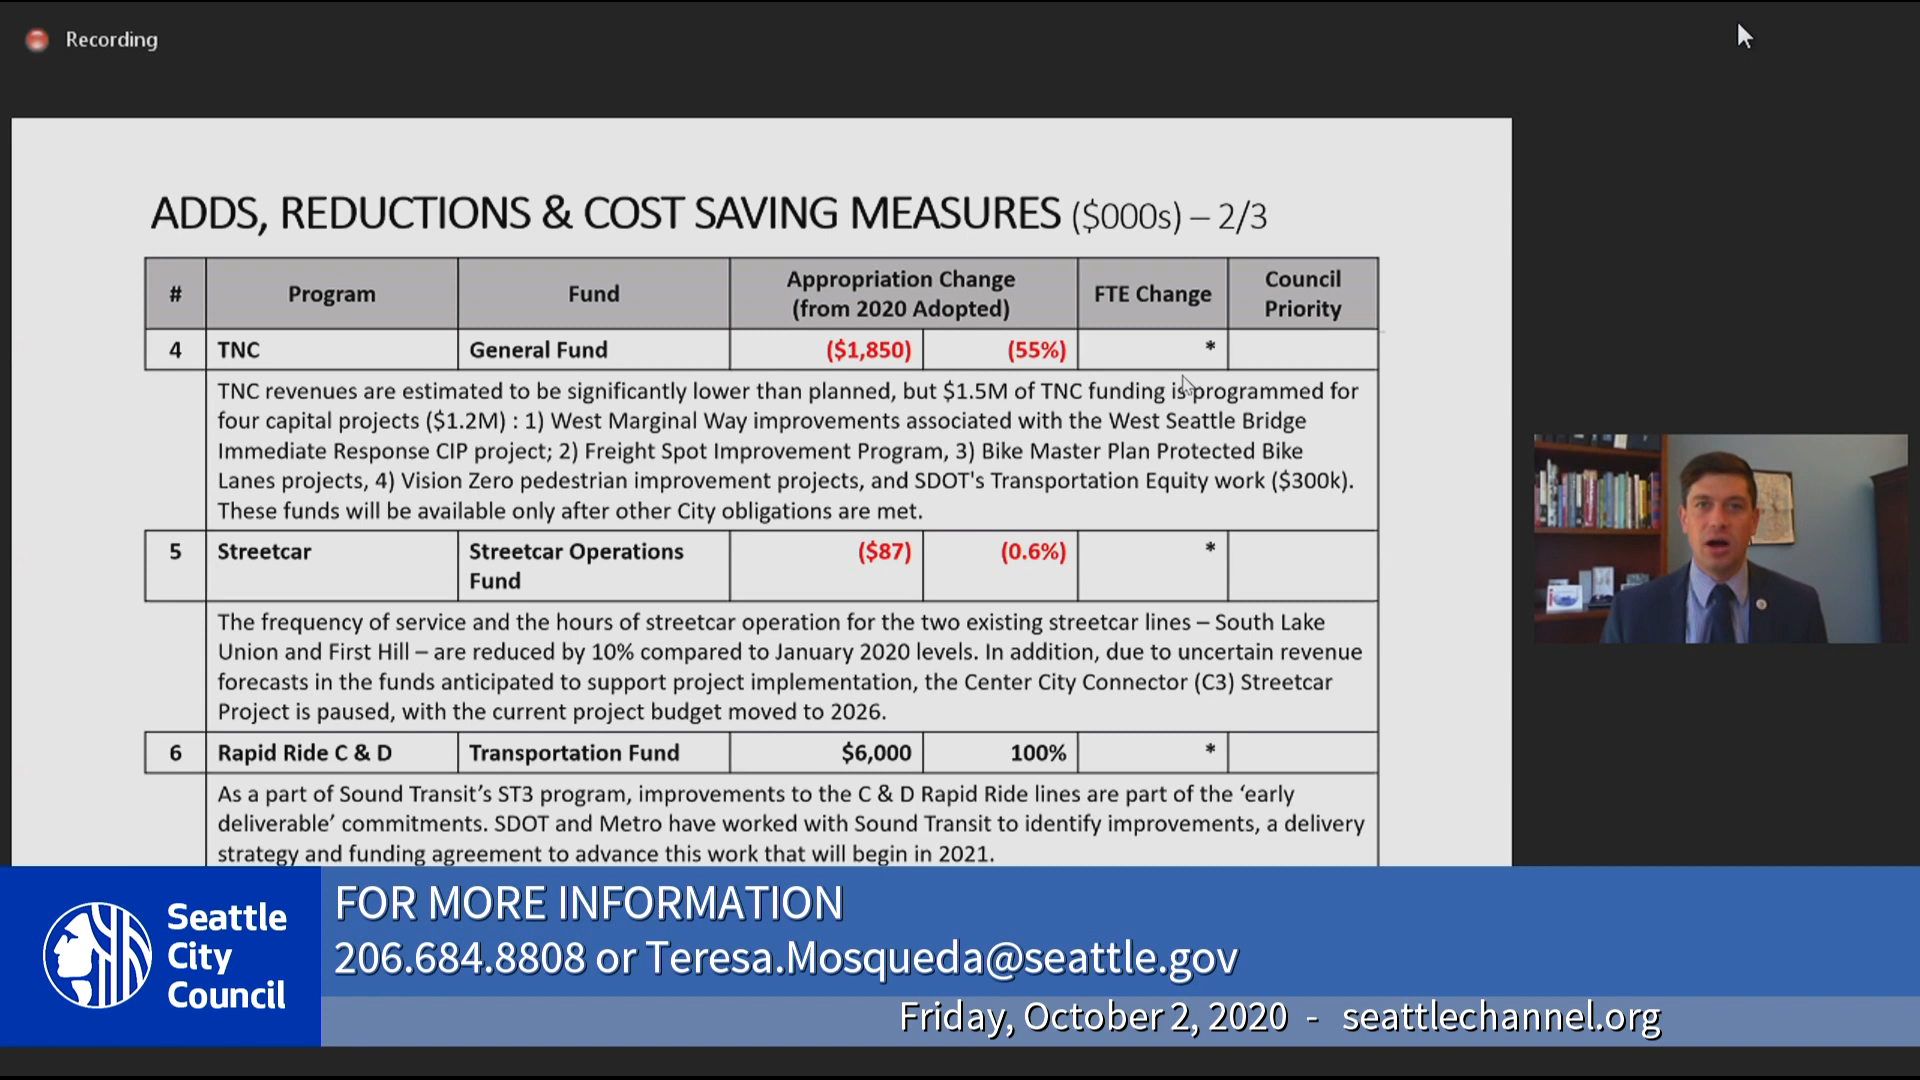 Recording
ADDS, REDUCTIONS & COST SAVING MEASURES ($000s) – 2/3
# Program Fund Appropriation Change (from 2020 Adopted) FTE Change Council Priority
4 TNC General Fund ($1,850) (55%) *
TNC revenues are estimated to be significantly lower than planned, but $1.5M of TNC funding is programmed for
four capital projects ($1.2M) : 1) West Marginal Way improvements associated with the West Seattle Bridge
Immediate Response CIP project; 2) Freight Spot Improvement Program, 3) Bike Master Plan Protected Bike
Lanes projects, 4) Vision Zero pedestrian improvement projects, and SDOT's Transportation Equity work ($300k).
These funds will be available only after other City obligations are met.
5 Streetcar Streetcar Operations Fund ($87) (0.6%) *
The frequency of service and the hours of streetcar operation for the two existing streetcar lines – South Lake
Union and First Hill – are reduced by 10% compared to January 2020 levels. In addition, due to uncertain revenue
forecasts in the funds anticipated to support project implementation, the Center City Connector (C3) Streetcar
Project is paused, with the current project budget moved to 2026.
6 Rapid Ride C & D Transportation Fund $6,000 100% *
As a part of Sound Transit’s ST3 program, improvements to the C & D Rapid Ride lines are part of the ‘early
deliverable’ commitments. SDOT and Metro have worked with Sound Transit to identify improvements, a delivery
strategy and funding agreement to advance this work that will begin in 2021.
Seattle
City
Council
FOR MORE INFORMATION
206.684.8808 or Teresa.Mosqueda@seattle.gov
Friday, October 2, 2020 - seattlechannel.org